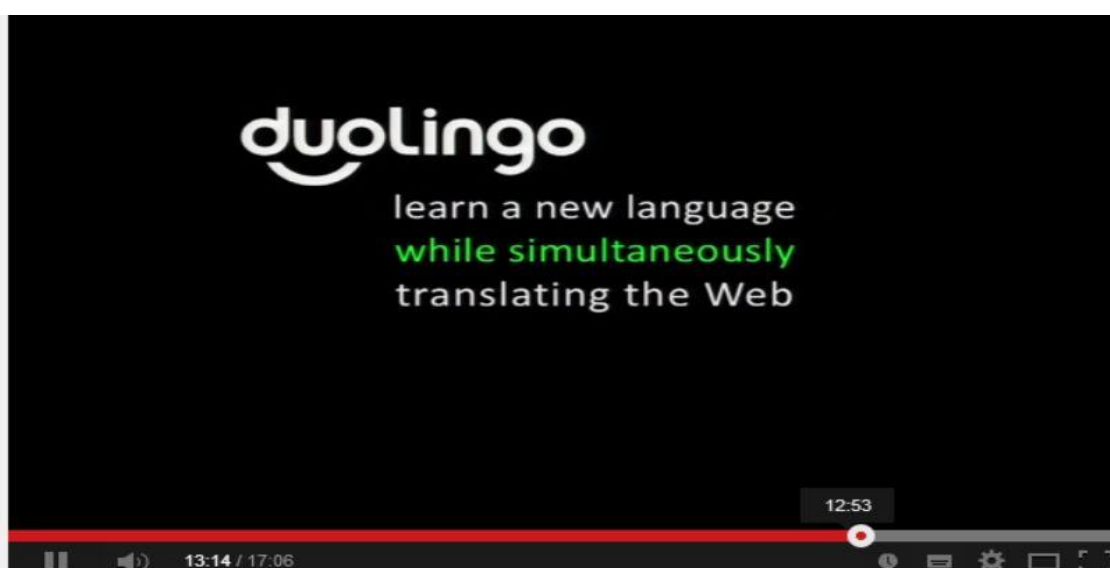 duolingo
learn a new language
while simultaneously
translating the Web
12:53
13:14 / 17:06